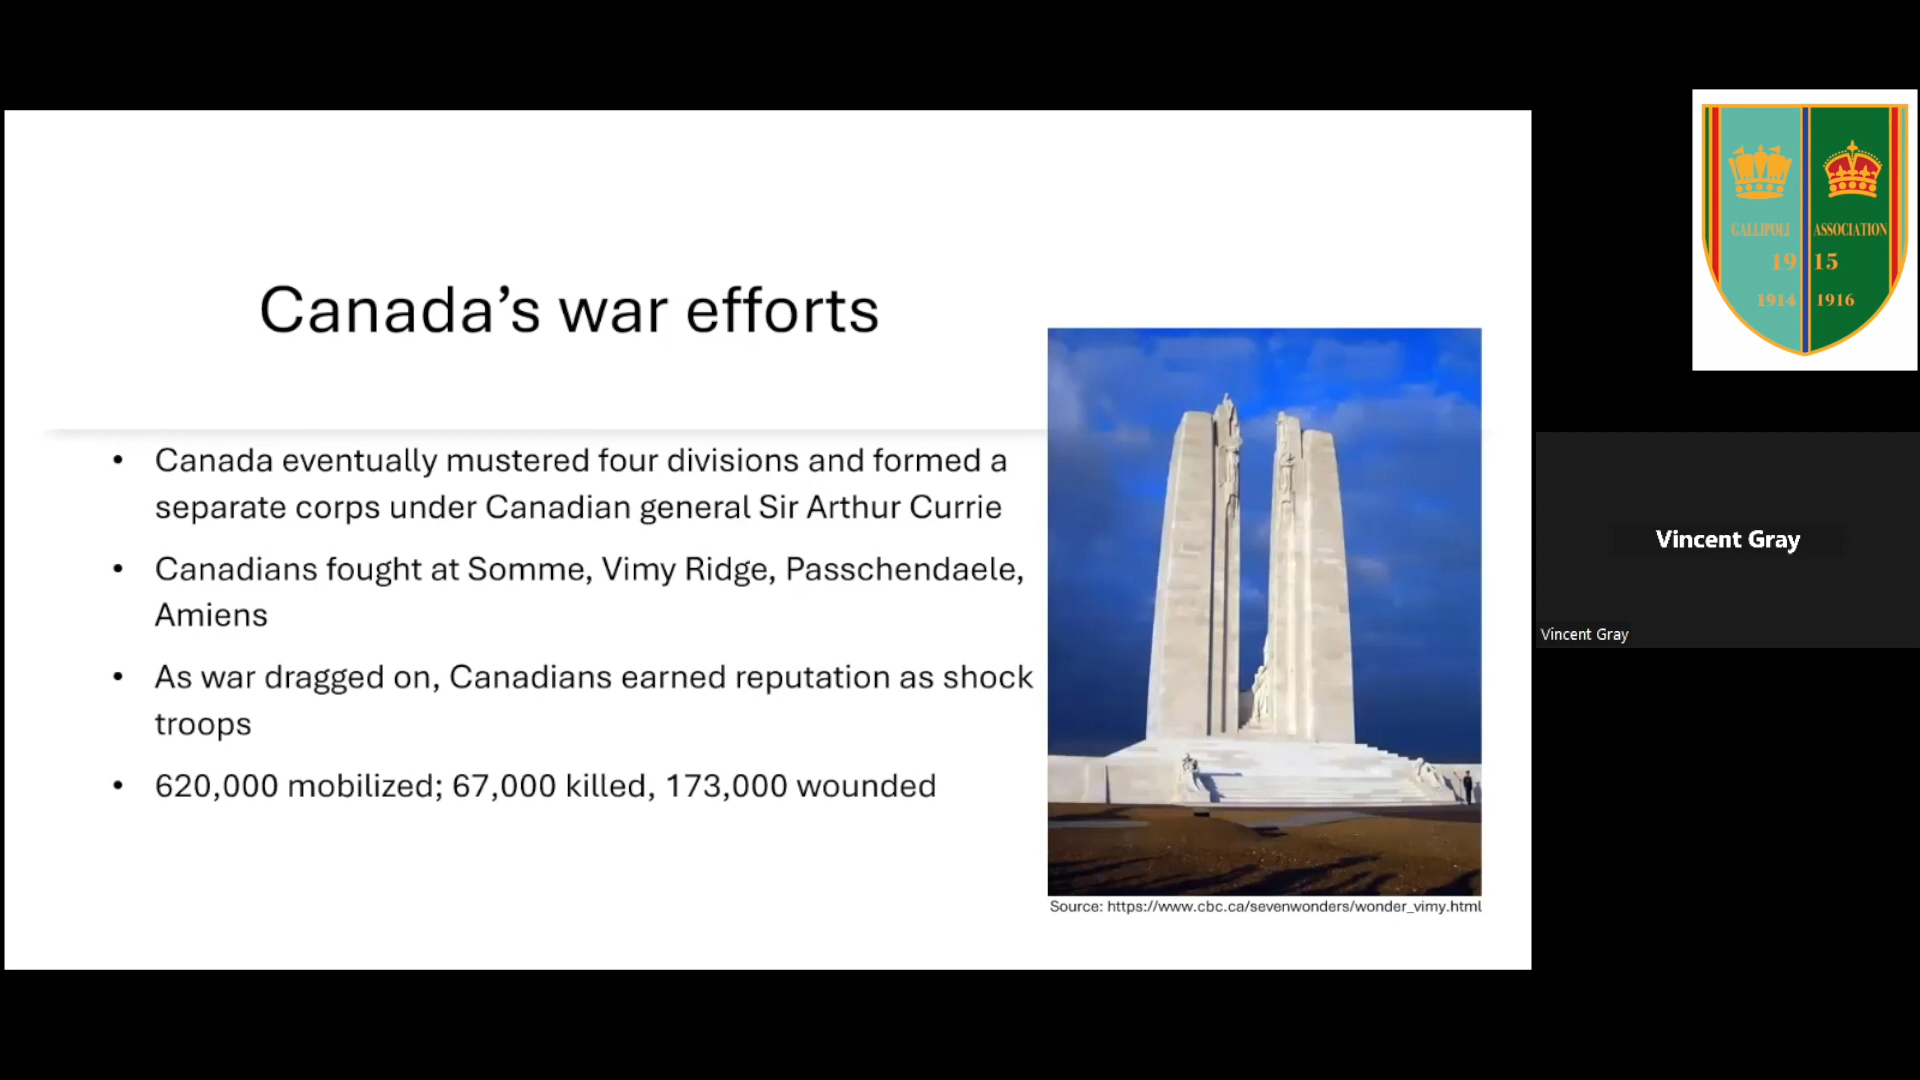 Canada’s war efforts
• Canada eventually mustered four divisions and formed a
separate corps under Canadian general Sir Arthur Currie
• Canadians fought at Somme, Vimy Ridge, Passchendaele,
Amiens
• As war dragged on, Canadians earned reputation as shock
troops
• 620,000 mobilized; 67,000 killed, 173,000 wounded
Source: https://www.cbc.ca/sevenwonders/wonder_vimy.html
GALLIPOLI ASSOCIATION
19 15
1914 1916
Vincent Gray
Vincent Gray